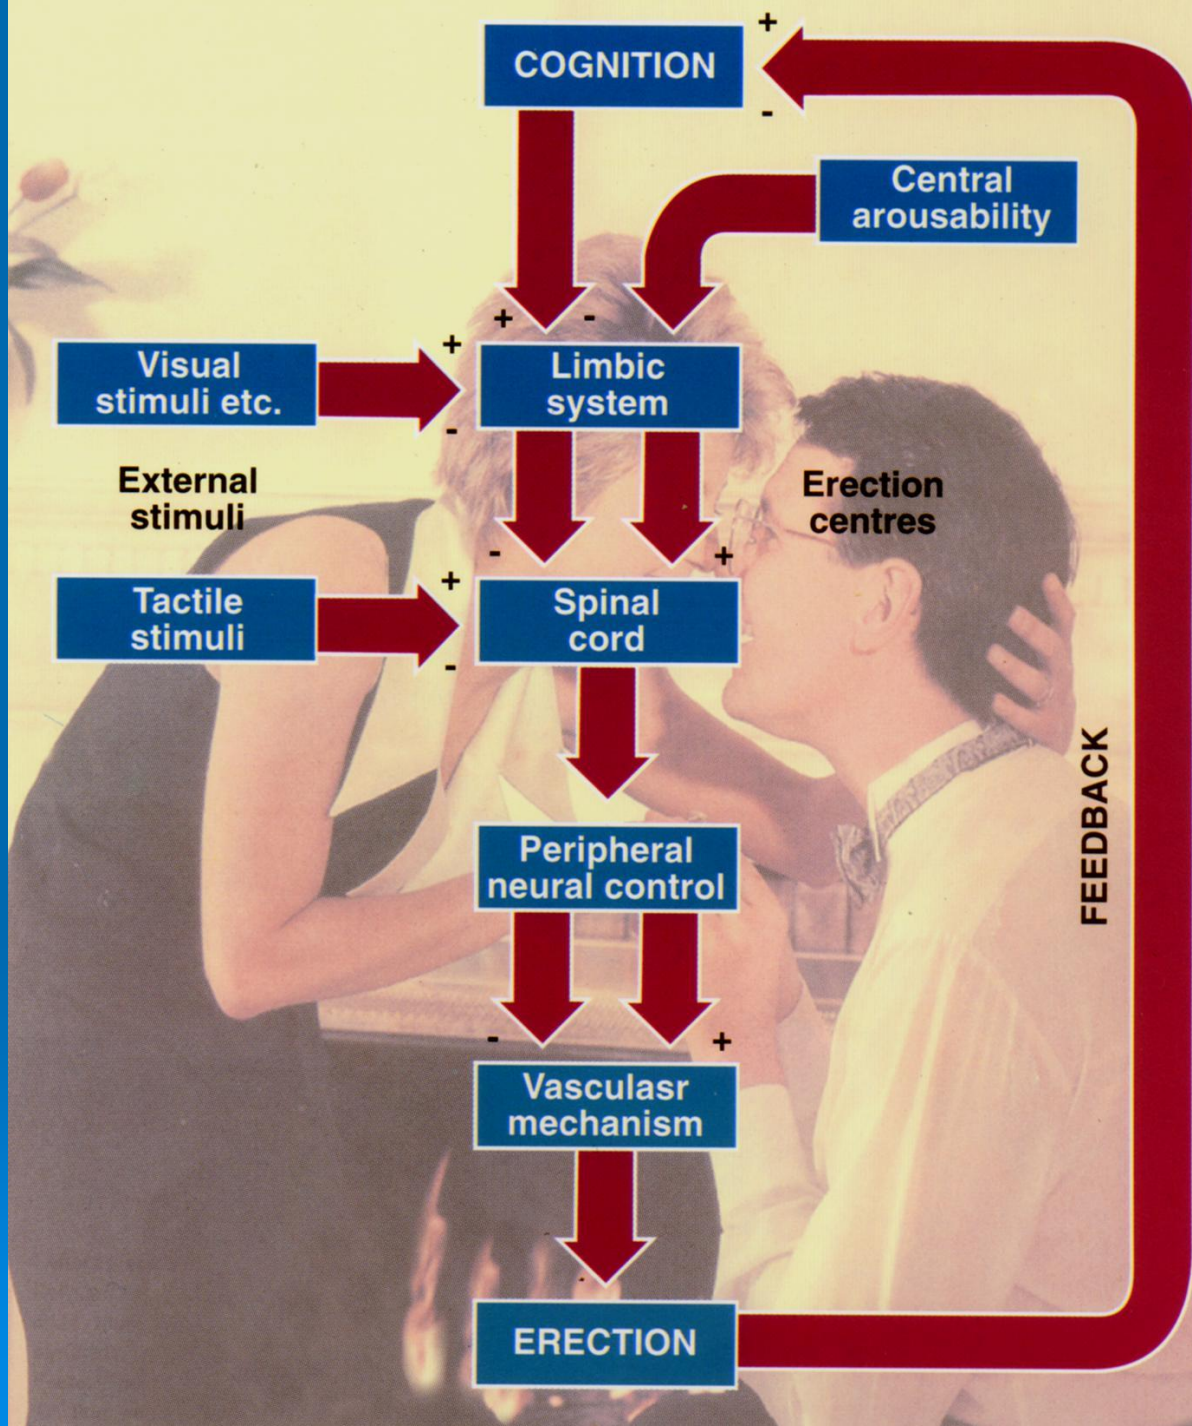 +
COGNITION
-
Central
arousability
+ -
+
Visual
stimuli etc.
Limbic
system
-
External
stimuli
Erection
centres
- +
+
Tactile
stimuli
Spinal
cord
-
FEEDBACK
Peripheral
neural control
- +
Vasculasr
mechanism
ERECTION